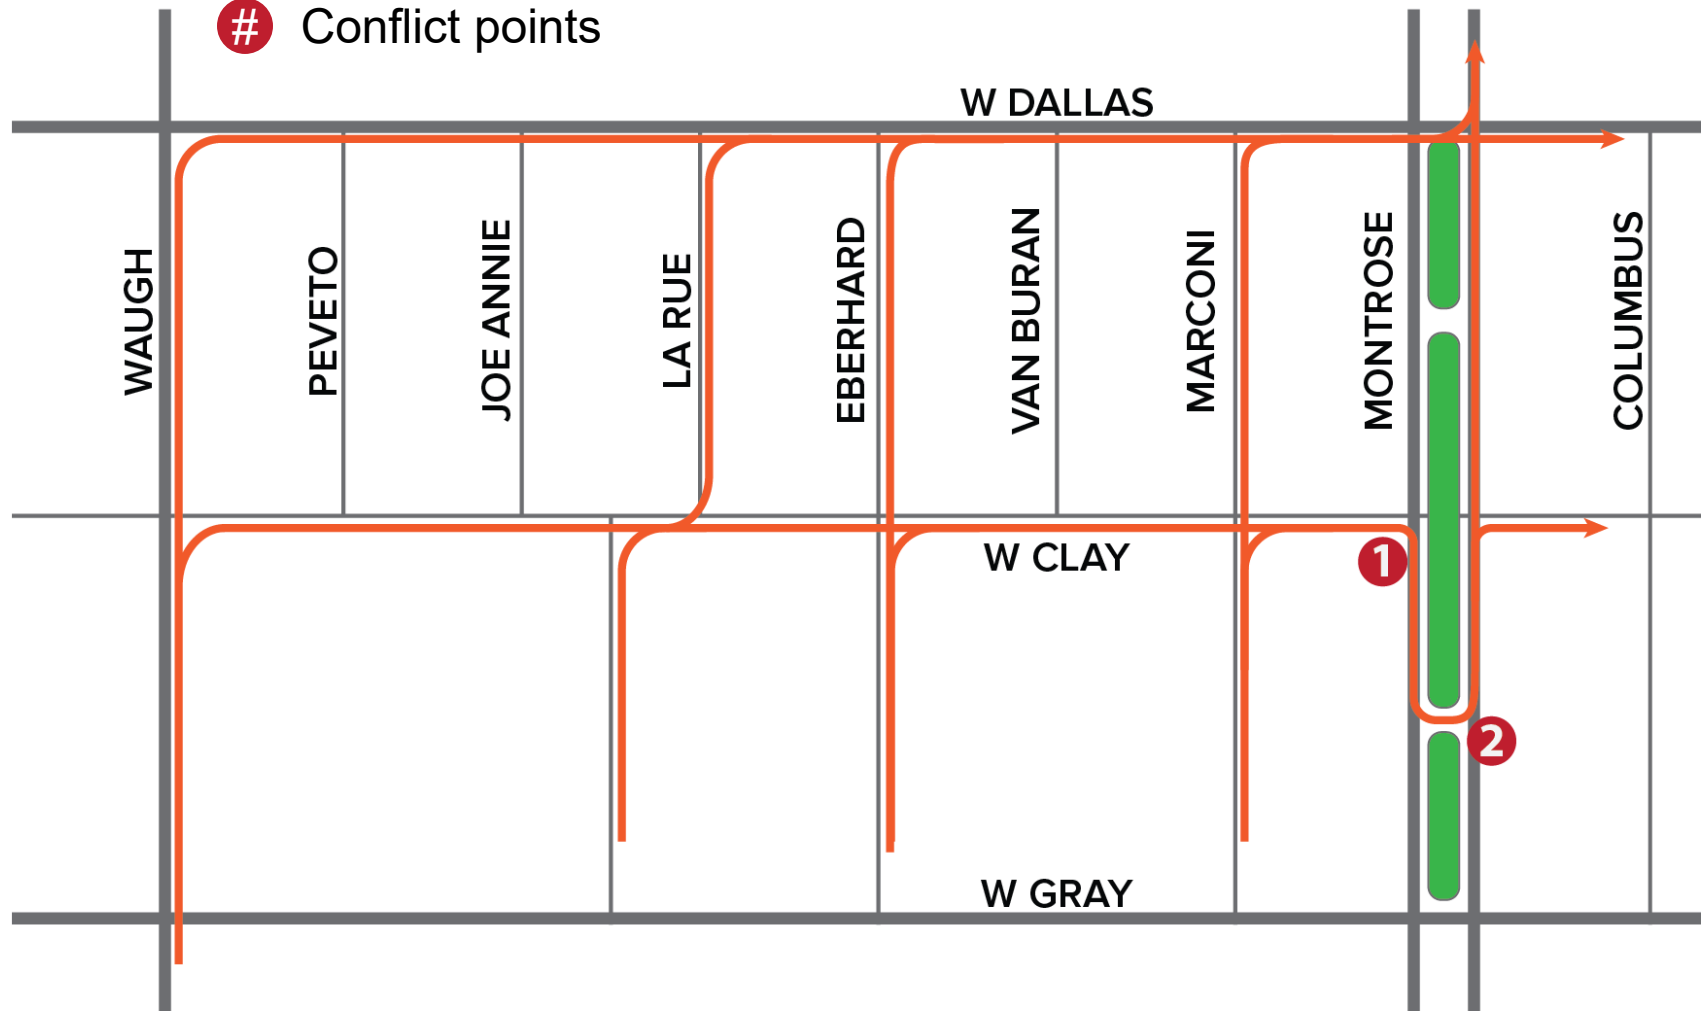 # Conflict points
W DALLAS
WAUGH
PEVETO
JOE ANNIE
LA RUE
EBERHARD
VAN BURAN
MARCONI
MONTROSE
COLUMBUS
W CLAY
1
2
W GRAY